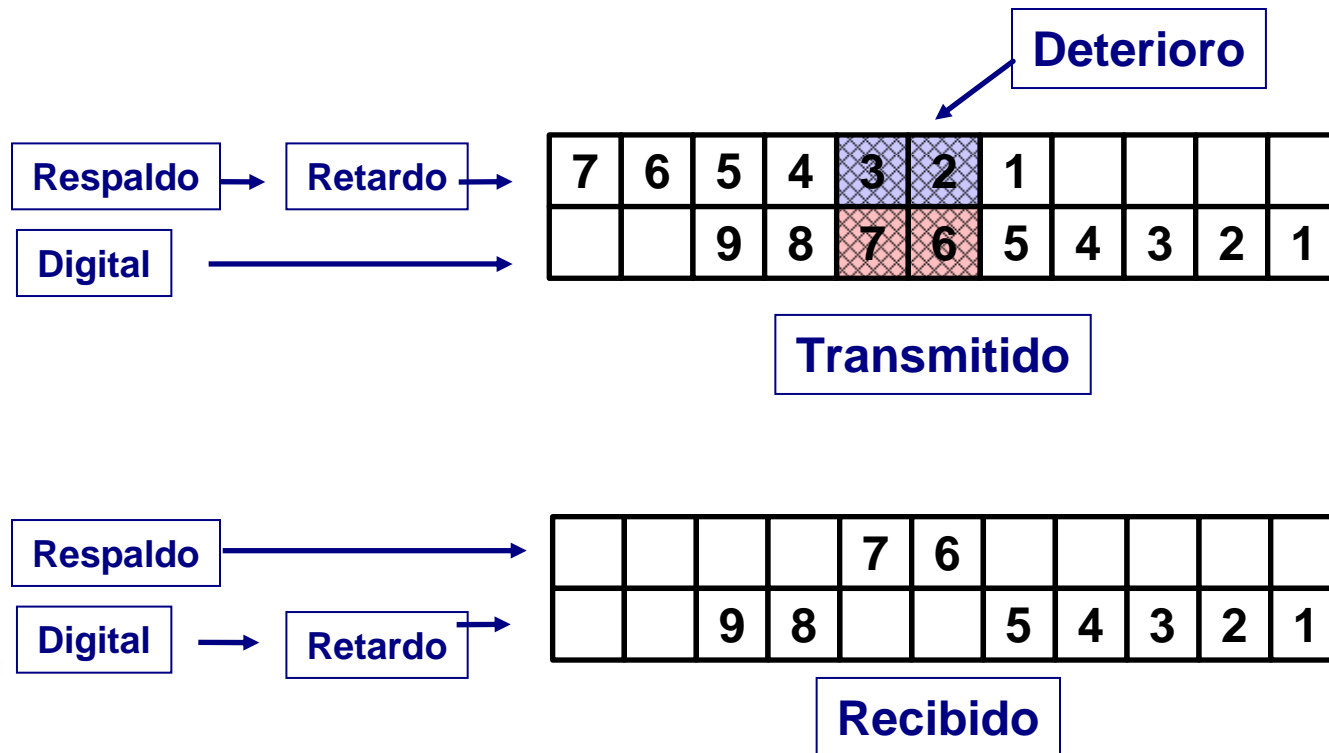 Deterioro
Respaldo
Retardo
7 6 5 4 3 2 1
Digital
9 8 7 6 5 4 3 2 1
Transmitido
Respaldo
7 6
Digital
Retardo
9 8 5 4 3 2 1
Recibido